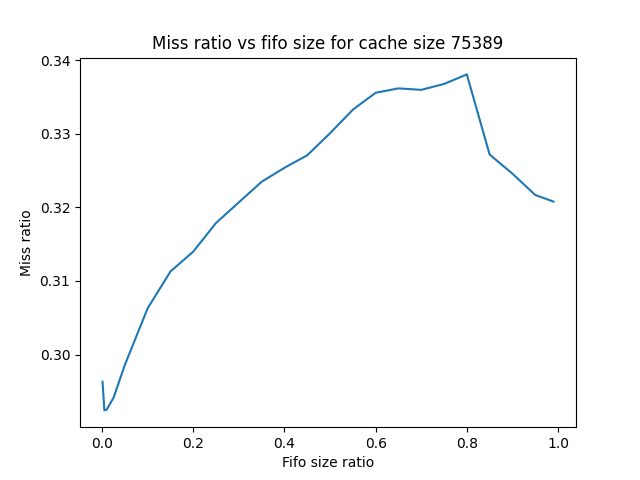 Miss ratio vs fifo size for cache size 75389
0.34
0.33
0.32
0.31
0.30
Miss ratio
0.0 0.2 0.4 0.6 0.8 1.0
Fifo size ratio